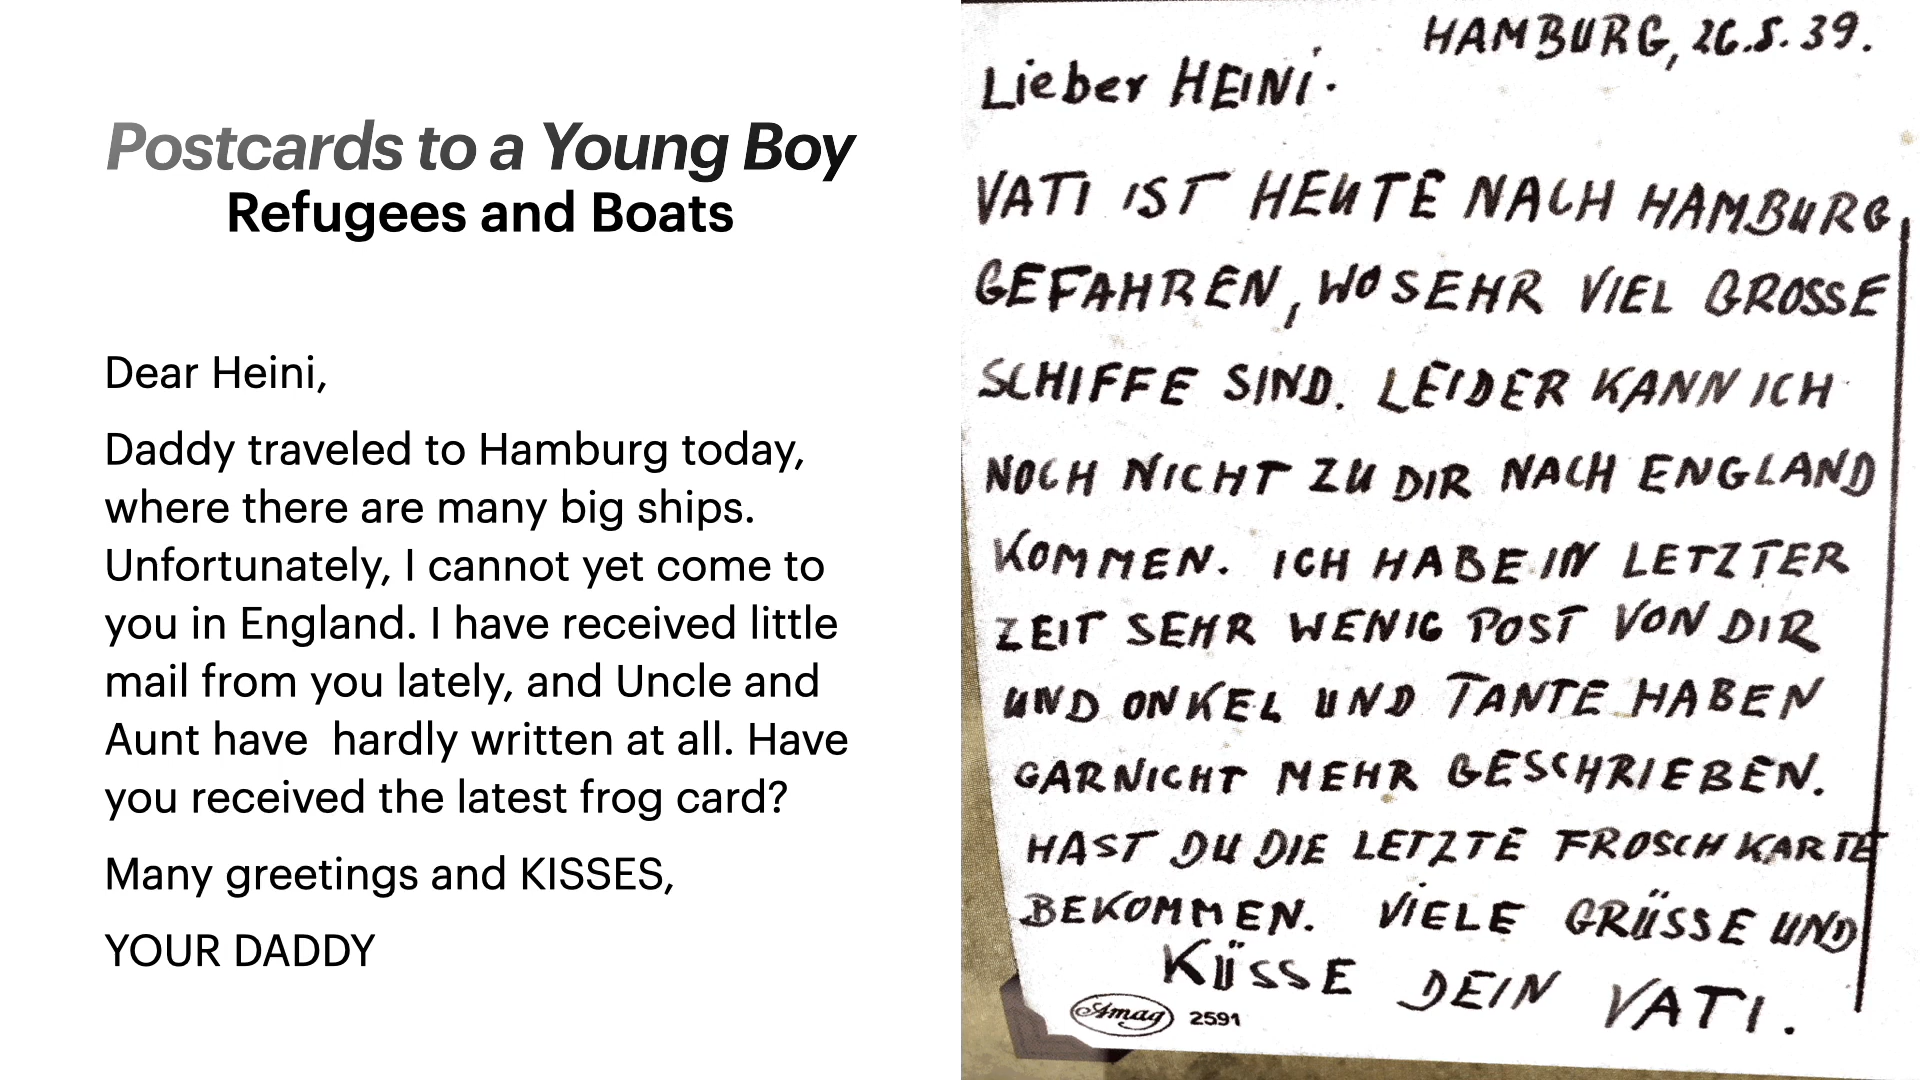 Postcards to a Young Boy
Refugees and Boats
Dear Heini,
Daddy traveled to Hamburg today,
where there are many big ships.
Unfortunately, I cannot yet come to
you in England. I have received little
mail from you lately, and Uncle and
Aunt have  hardly written at all. Have
you received the latest frog card?
Many greetings and KISSES,
YOUR DADDY
HAMBURG, 26.5.39.
Lieber HEINI.
VATI IST HEUTE NACH HAMBURG
GEFAHREN, WO SEHR VIEL GROSSE
SCHIFFE SIND. LEIDER KANN ICH
NOCH NICHT ZU DIR NACH ENGLAND
KOMMEN. ICH HABE IN LETZTER
ZEIT SEHR WENIG POST VON DIR
UND ONKEL UND TANTE HABEN
GARNICHT MEHR GESCHRIEBEN.
HAST DU DIE LETZTE FROSCHKARTE
BEKOMMEN. VIELE GRÜSSE UND
KÜSSE DEIN VATI.
Amag 2591